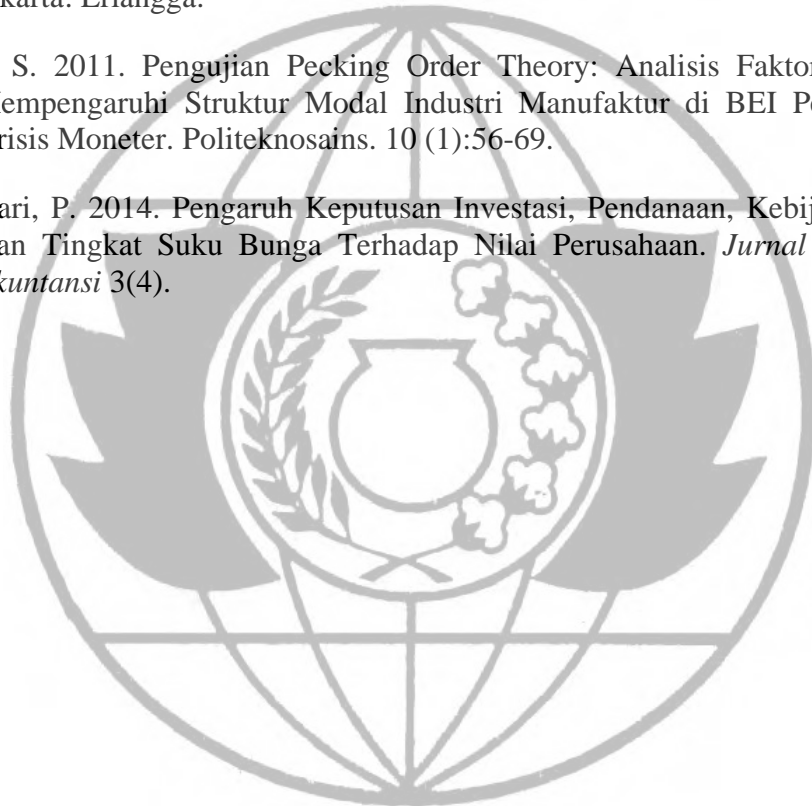 karta: Erlangga.
S. 2011. Pengujian Pecking Order Theory: Analisis Faktor
Mempengaruhi Struktur Modal Industri Manufaktur di BEI
risis Moneter. Politeknosains. 10 (1):56-69.
ari, P. 2014. Pengaruh Keputusan Investasi, Pendanaan, Kebij
an Tingkat Suku Bunga Terhadap Nilai Perusahaan. Jurnal
kuntansi 3(4).